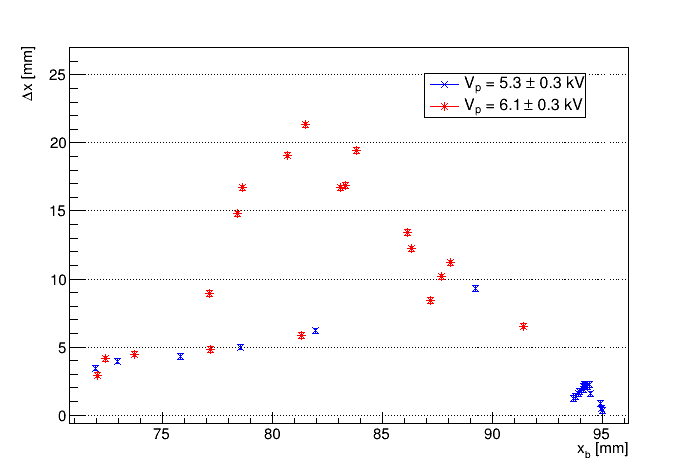 Δx [mm]
25
20
15
10
5
0
V_p = 5.3 ± 0.3 kV
V_p = 6.1 ± 0.3 kV
75 80 85 90 95
x_b [mm]